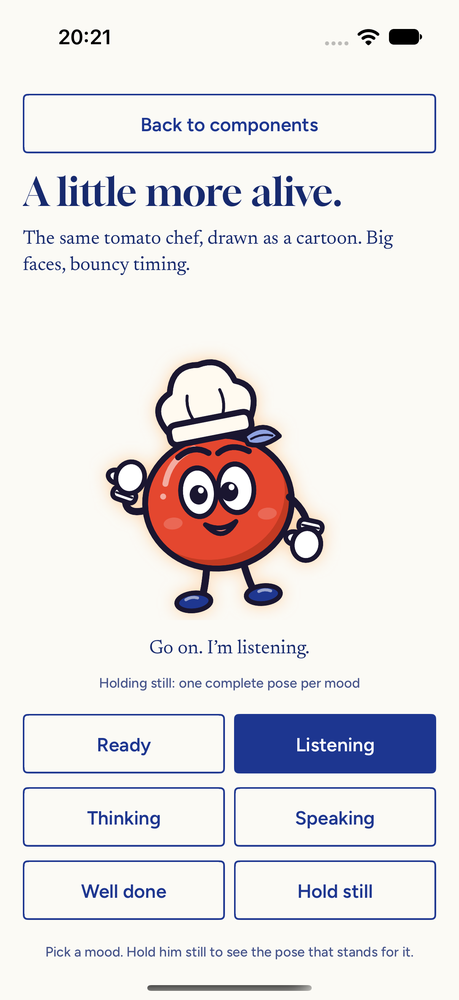 20:21
Back to components
A little more alive.
The same tomato chef, drawn as a cartoon. Big
faces, bouncy timing.
Go on. I’m listening.
Holding still: one complete pose per mood
Ready
Listening
Thinking
Speaking
Well done
Hold still
Pick a mood. Hold him still to see the pose that stands for it.